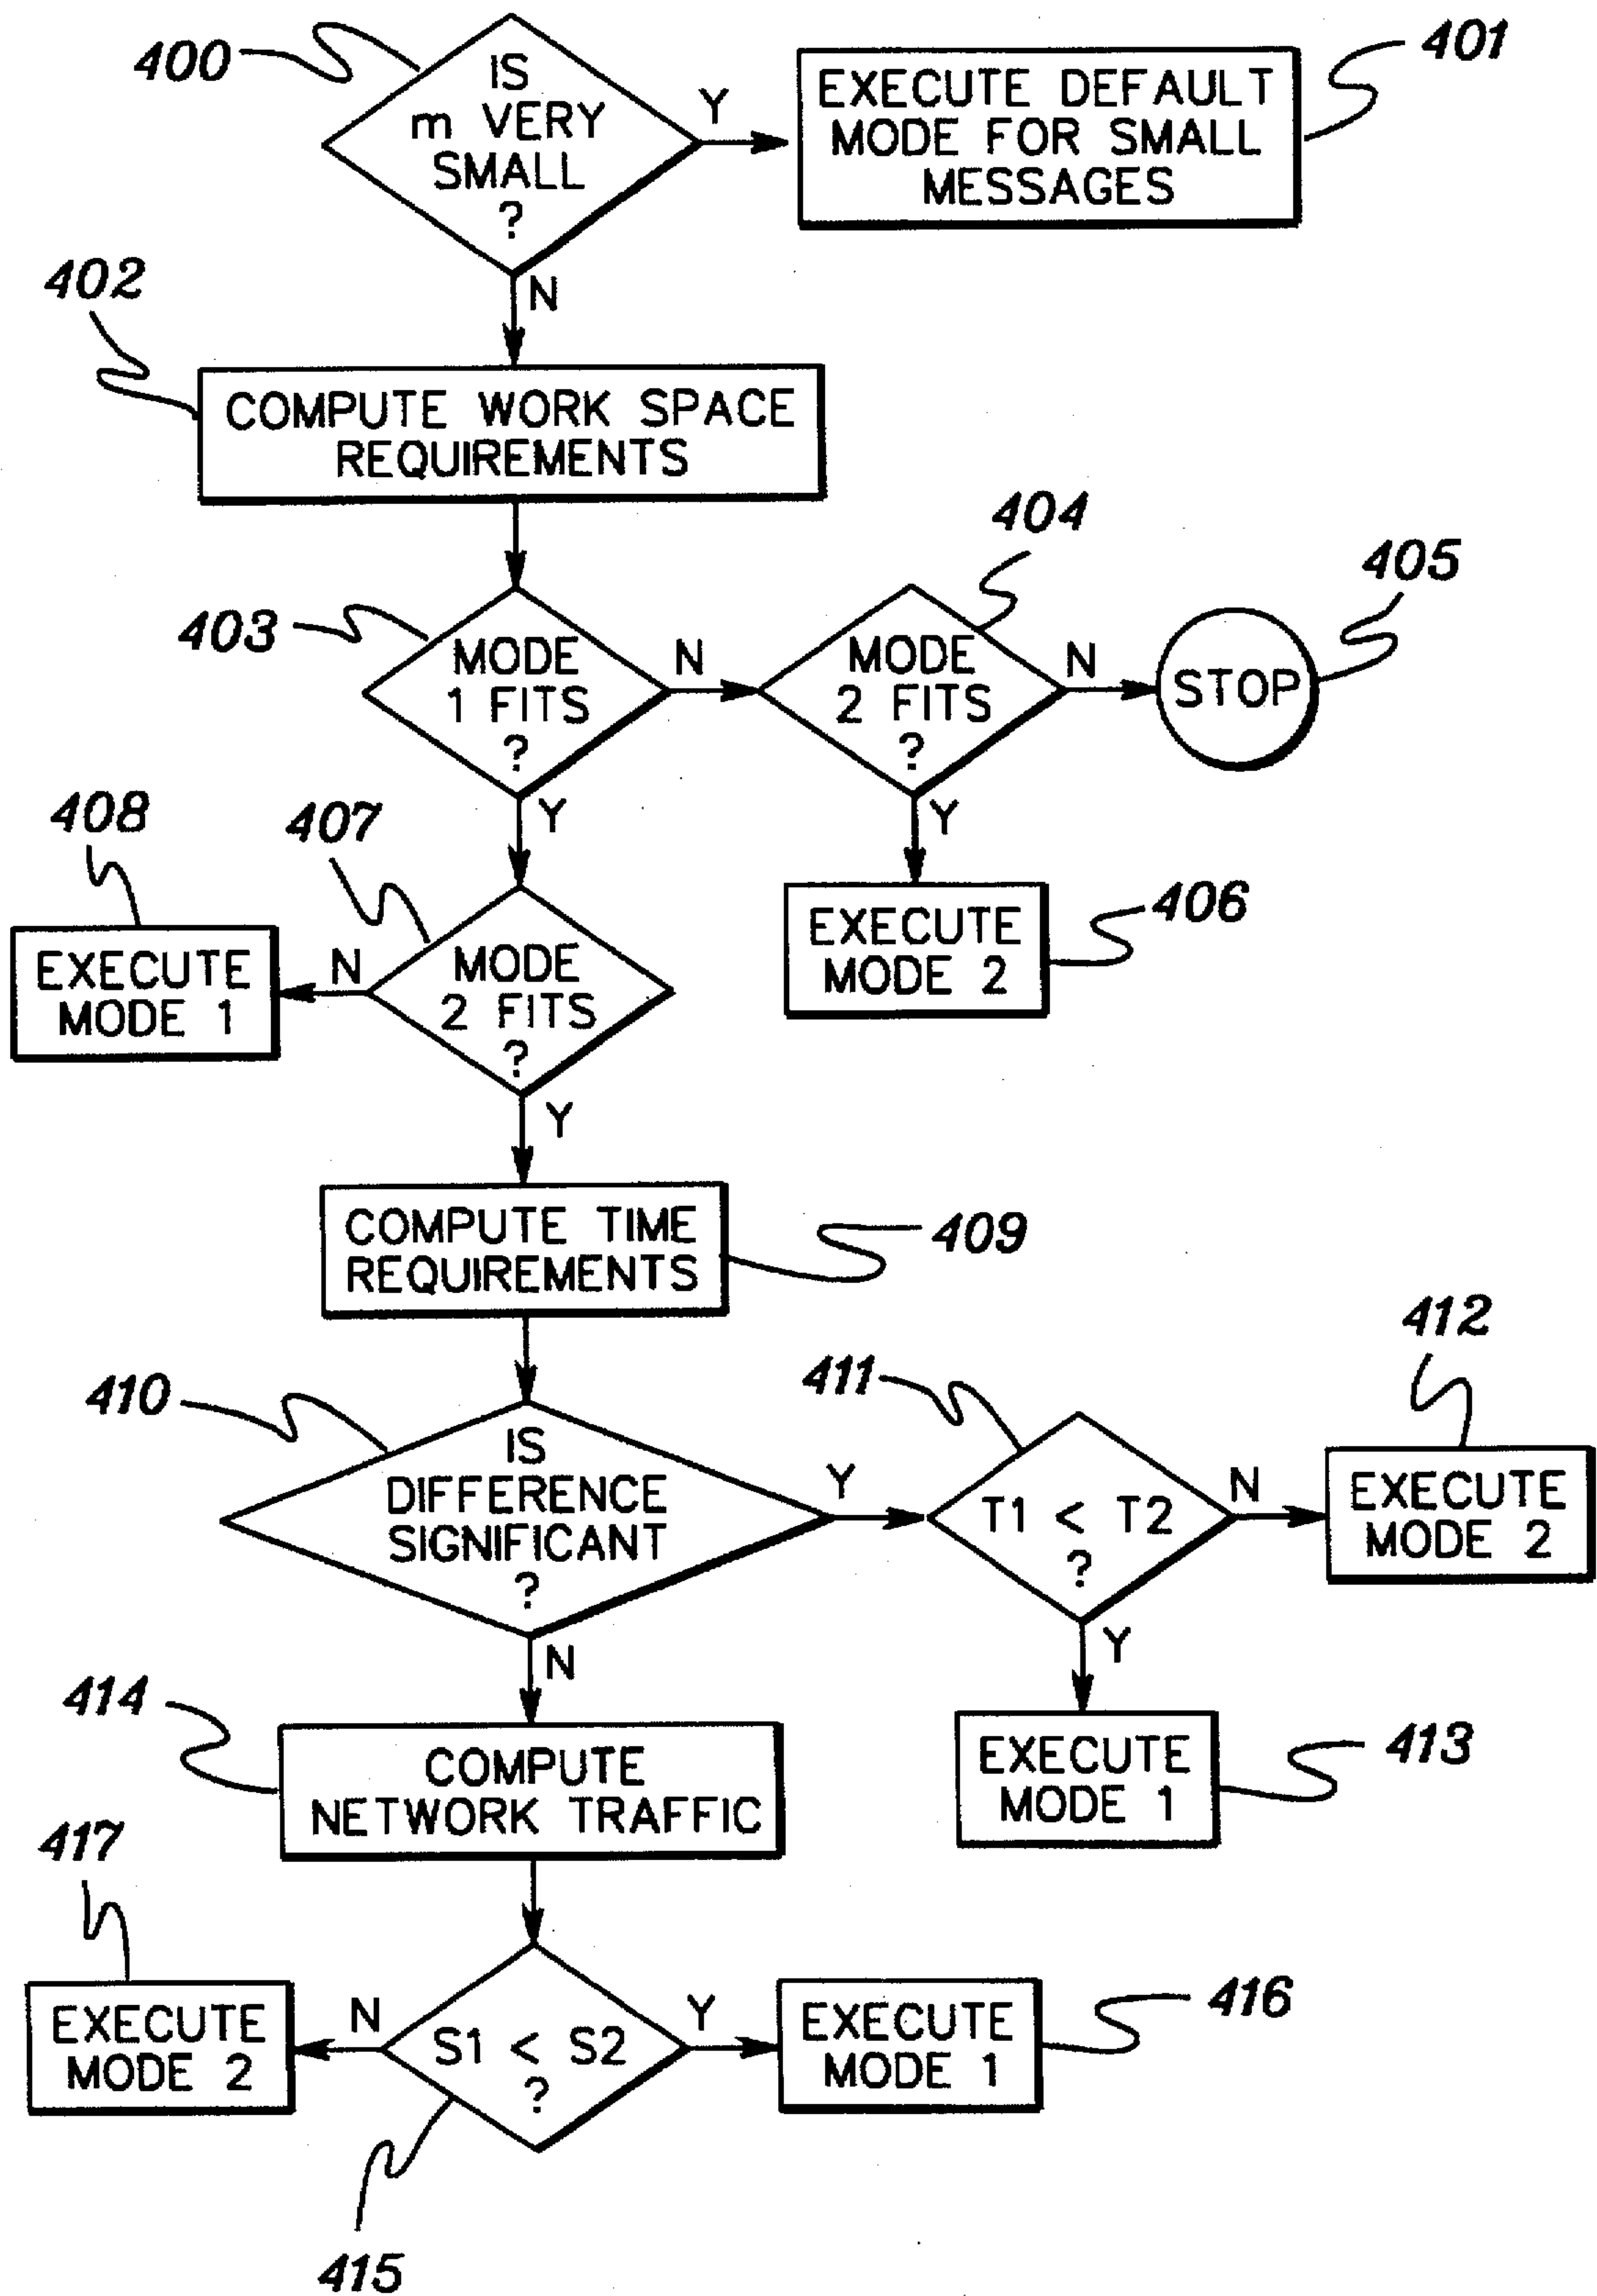 400
IS
m VERY
SMALL
?
Y
EXECUTE DEFAULT
MODE FOR SMALL
MESSAGES
401
N
402
COMPUTE WORK SPACE
REQUIREMENTS
403
MODE
1 FITS
?
N
404
MODE
2 FITS
?
N
STOP
405
Y
Y
EXECUTE
MODE 2
406
408
407
EXECUTE
MODE 1
N
MODE
2 FITS
?
Y
COMPUTE TIME
REQUIREMENTS
409
410
IS
DIFFERENCE
SIGNIFICANT
?
Y
411
T1 < T2
?
N
412
EXECUTE
MODE 2
Y
EXECUTE
MODE 1
413
N
414
COMPUTE
NETWORK TRAFFIC
417
EXECUTE
MODE 2
N
S1 < S2
?
Y
EXECUTE
MODE 1
416
415